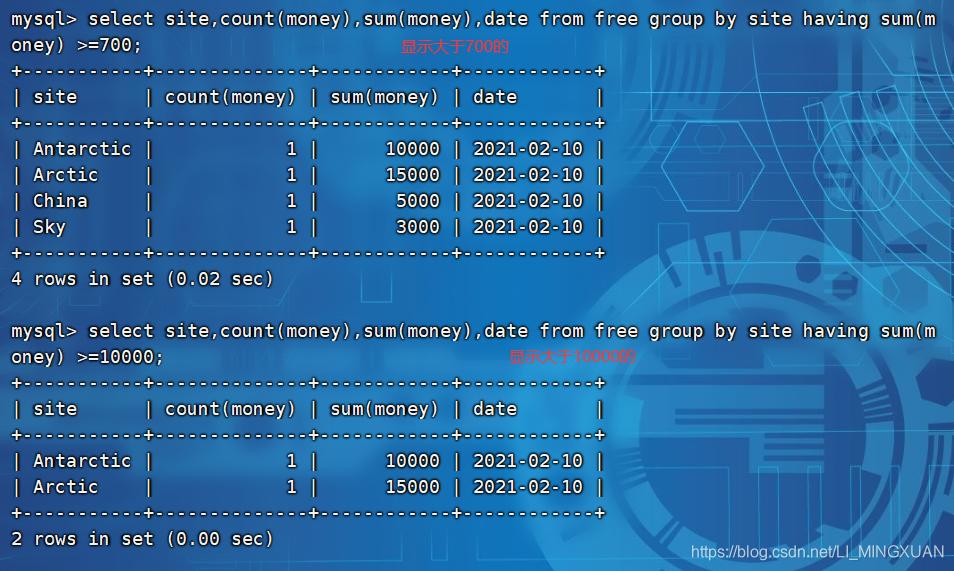 mysql> select site,count(money),sum(money),date from free group by site having sum(m
oney) >=700;
显示大于700的
+-----------+--------------+------------+------------+
| site      | count(money) | sum(money) | date       |
+-----------+--------------+------------+------------+
| Antarctic |            1 |      10000 | 2021-02-10 |
| Arctic    |            1 |      15000 | 2021-02-10 |
| China     |            1 |       5000 | 2021-02-10 |
| Sky       |            1 |       3000 | 2021-02-10 |
+-----------+--------------+------------+------------+
4 rows in set (0.02 sec)
mysql> select site,count(money),sum(money),date from free group by site having sum(m
oney) >=10000;
显示大于10000的
+-----------+--------------+------------+------------+
| site      | count(money) | sum(money) | date       |
+-----------+--------------+------------+------------+
| Antarctic |            1 |      10000 | 2021-02-10 |
| Arctic    |            1 |      15000 | 2021-02-10 |
+-----------+--------------+------------+------------+
2 rows in set (0.00 sec)
https://blog.csdn.net/LI_MINGXUAN